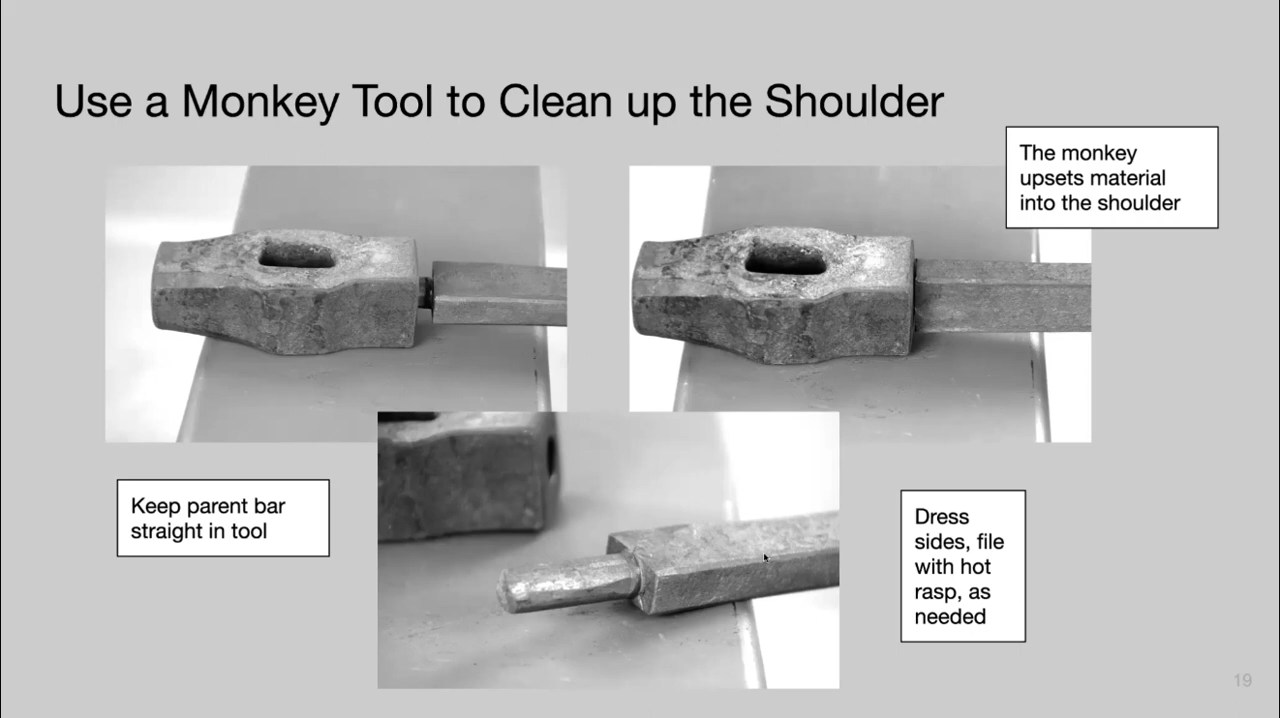 Use a Monkey Tool to Clean up the Shoulder
The monkey
upsets material
into the shoulder
Keep parent bar
straight in tool
Dress
sides, file
with hot
rasp, as
needed
19